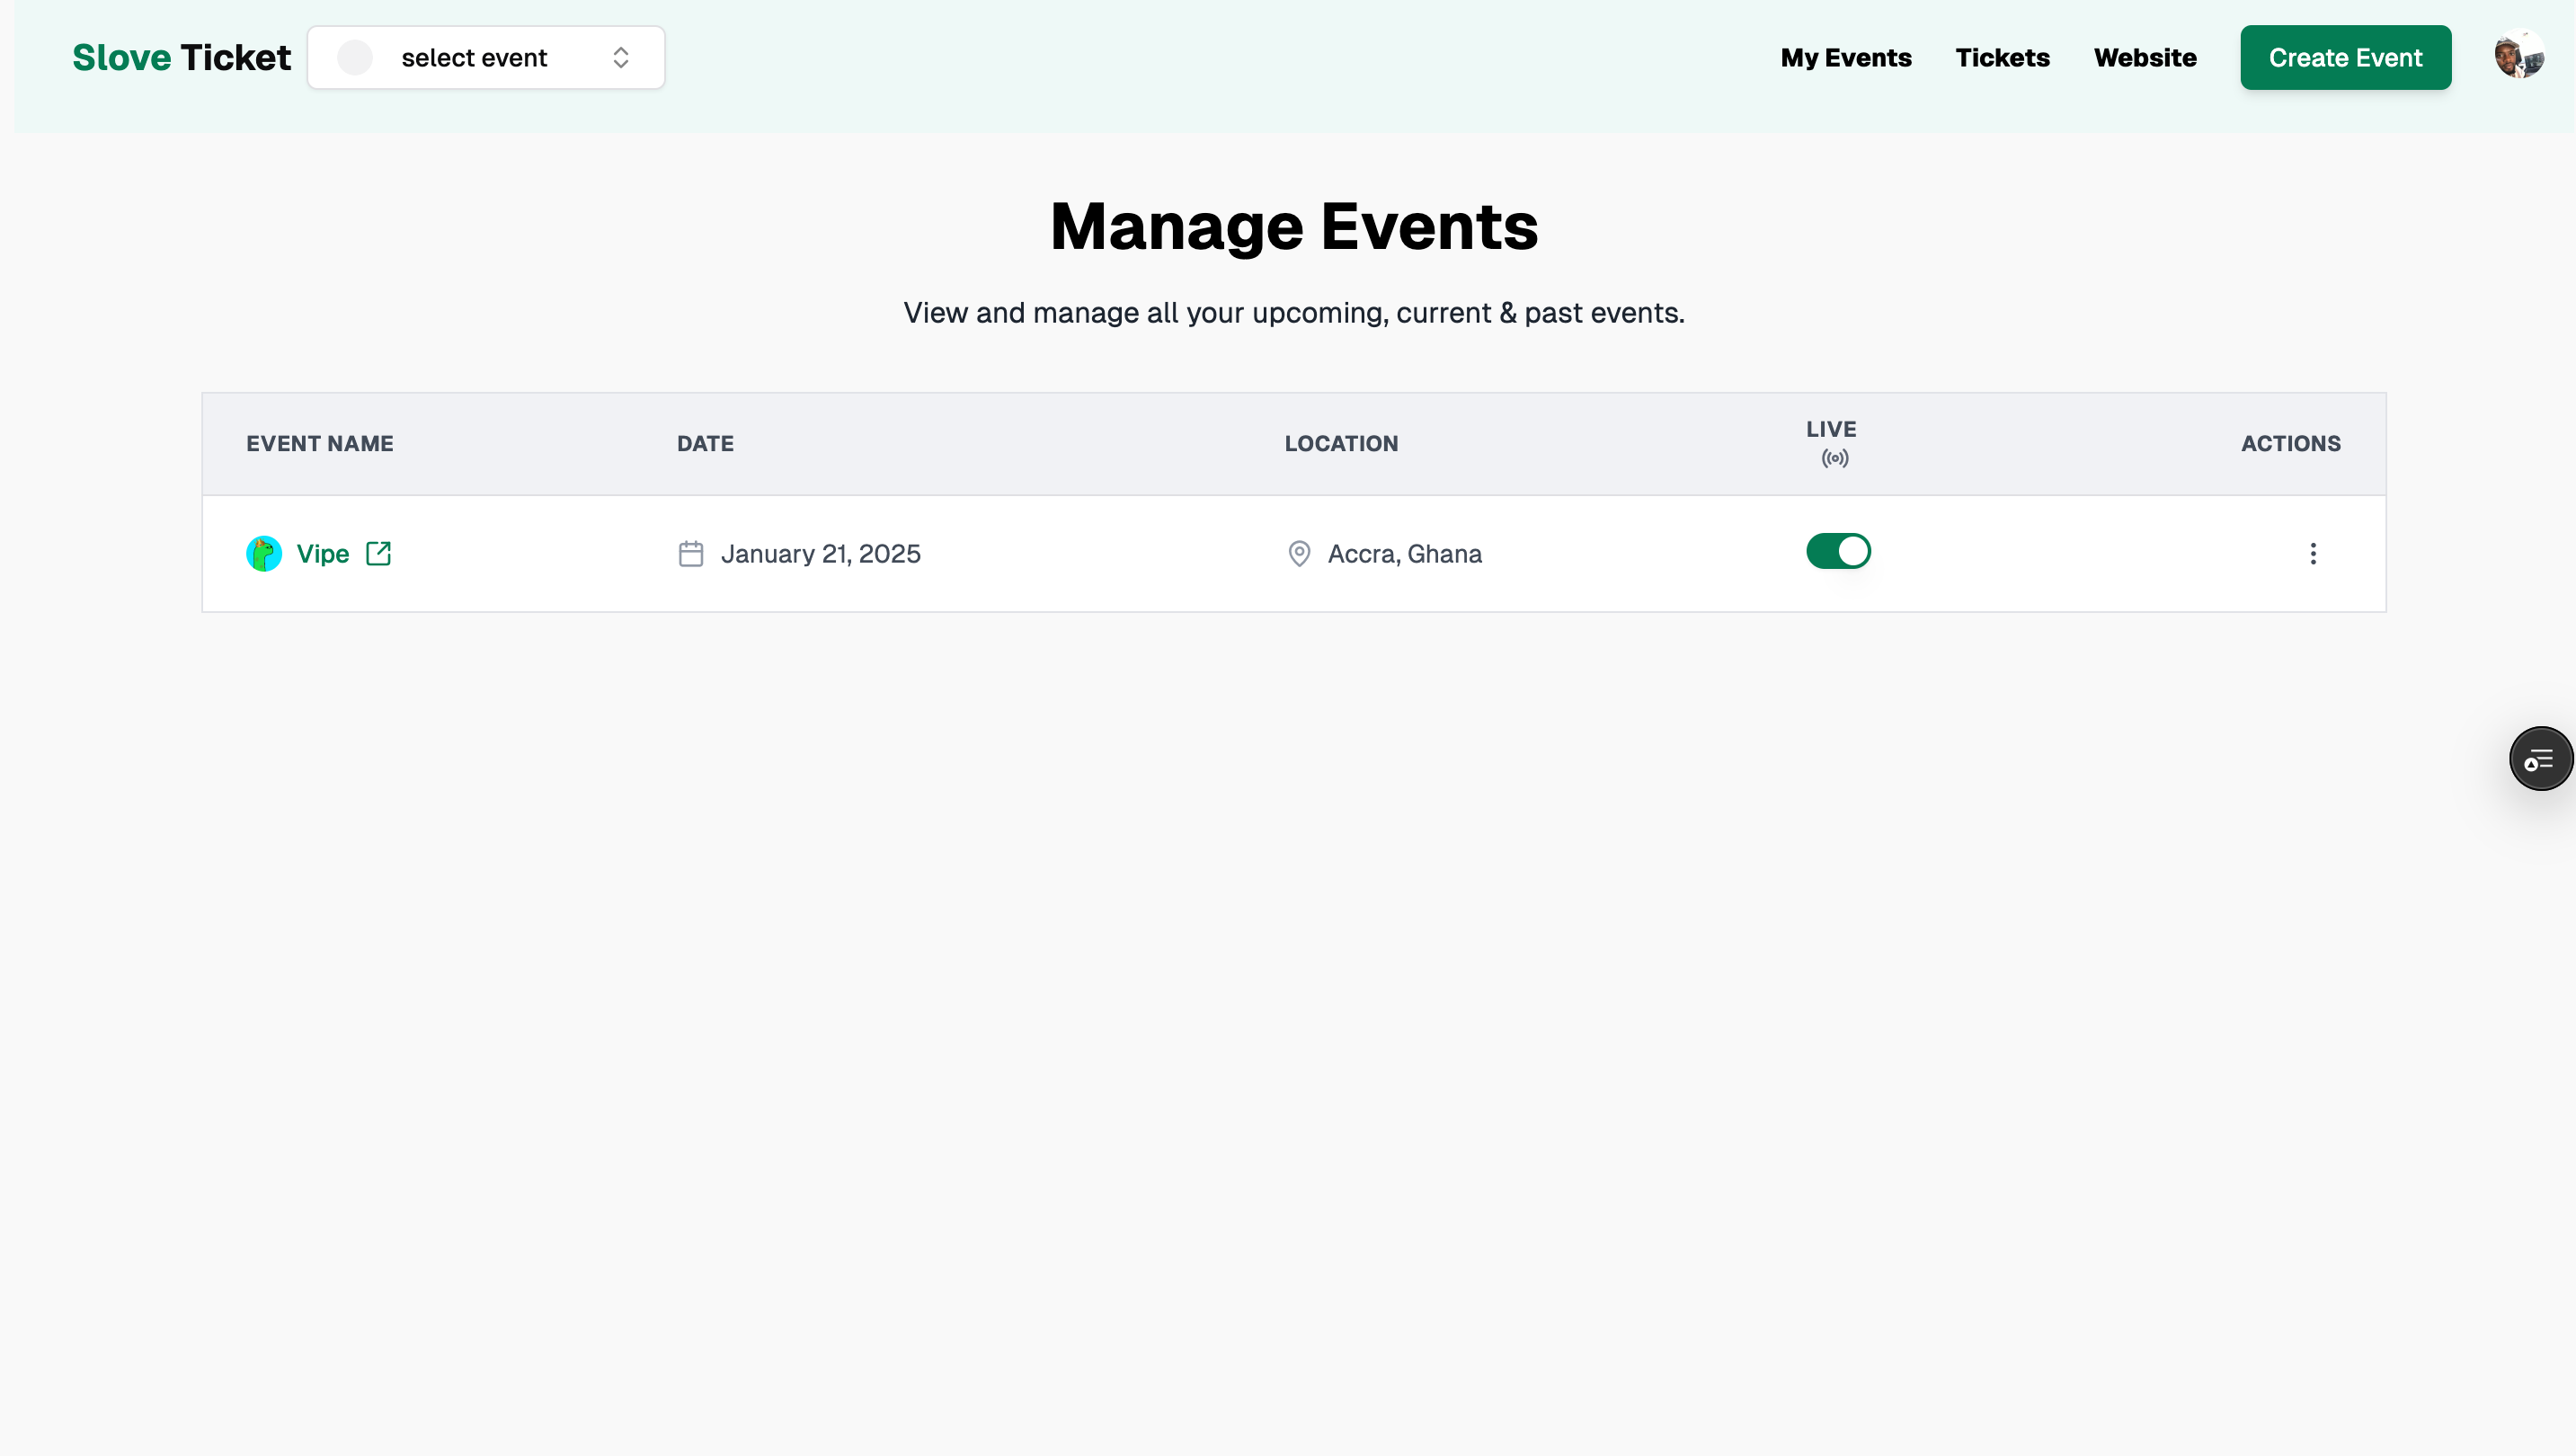 Slove Ticket
select event
My Events
Tickets
Website
Create Event
Manage Events
View and manage all your upcoming, current & past events.
EVENT NAME
DATE
LOCATION
LIVE
ACTIONS
Vipe
January 21, 2025
Accra, Ghana